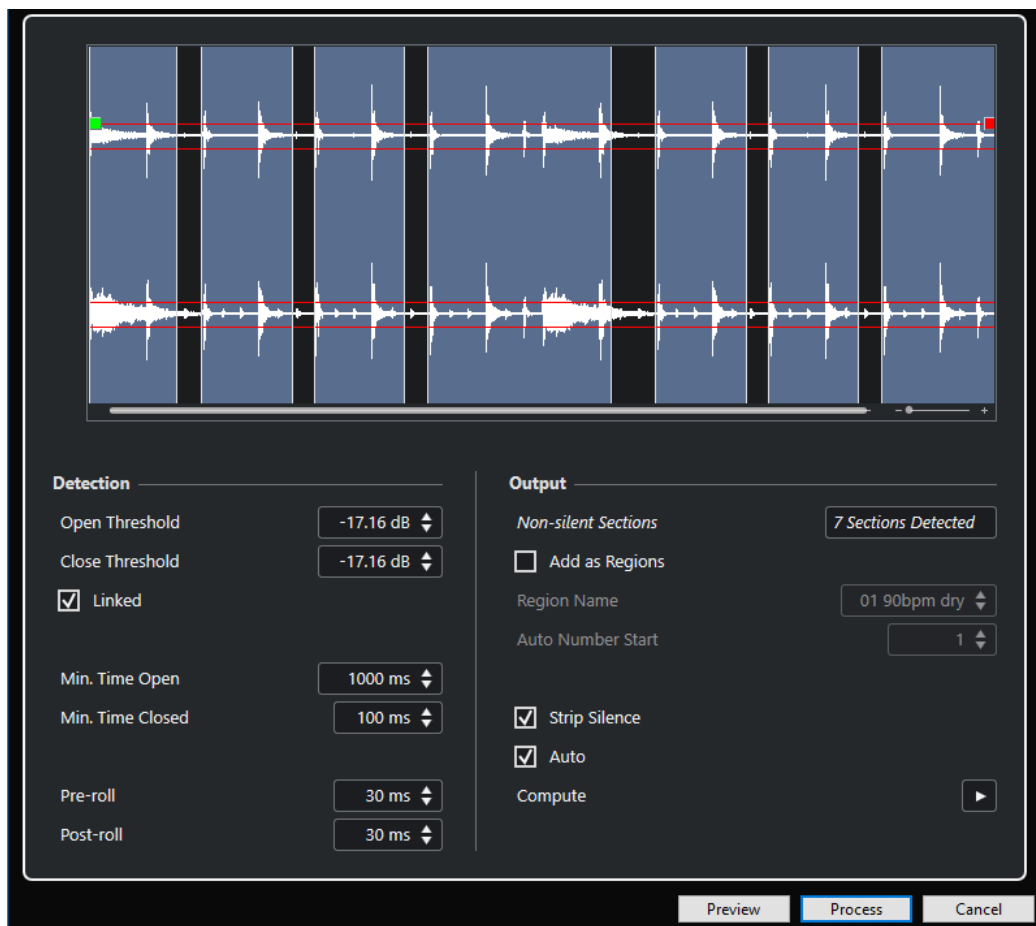 - +
Detection
Open Threshold -17.16 dB
Close Threshold -17.16 dB
Linked
Min. Time Open 1000 ms
Min. Time Closed 100 ms
Pre-roll 30 ms
Post-roll 30 ms
Output
Non-silent Sections 7 Sections Detected
Add as Regions
Region Name 01 90bpm dry
Auto Number Start 1
Strip Silence
Auto
Compute
Preview Process Cancel